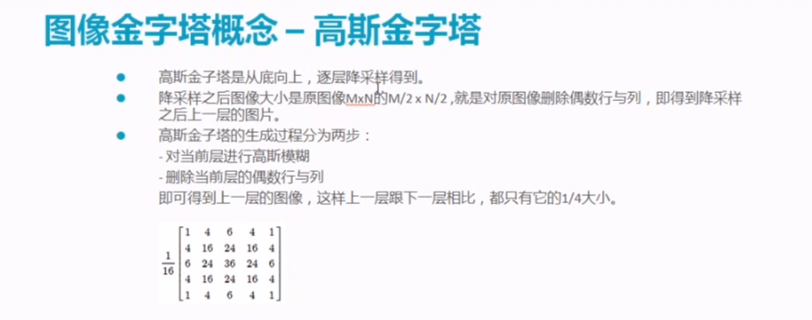 图像金字塔概念 – 高斯金字塔
高斯金子塔是从底向上，逐层降采样得到。
降采样之后图像大小是原图像MxN的M/2 x N/2 ,就是对原图像删除偶数行与列，即得到降采样
之后上一层的图片。
高斯金子塔的生成过程分为两步：
- 对当前层进行高斯模糊
- 删除当前层的偶数行与列
即可得到上一层的图像，这样上一层跟下一层相比，都只有它的1/4大小。
1 4 6 4 1
4 16 24 16 4
1/16 6 24 36 24 6
4 16 24 16 4
1 4 6 4 1